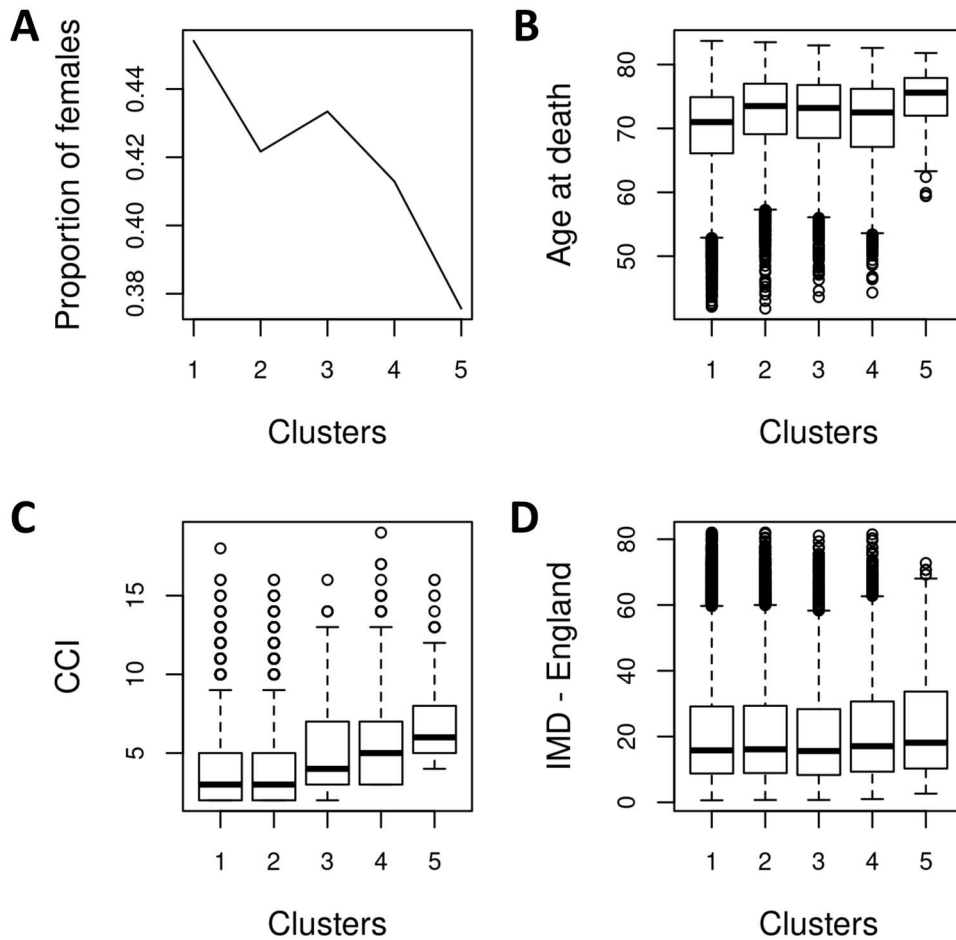 A
Proportion of females
0.44
0.42
0.40
0.38
1 2 3 4 5
Clusters
B
Age at death
80
70
60
50
1 2 3 4 5
Clusters
C
CCI
15
10
5
1 2 3 4 5
Clusters
D
IMD - England
80
60
40
20
0
1 2 3 4 5
Clusters